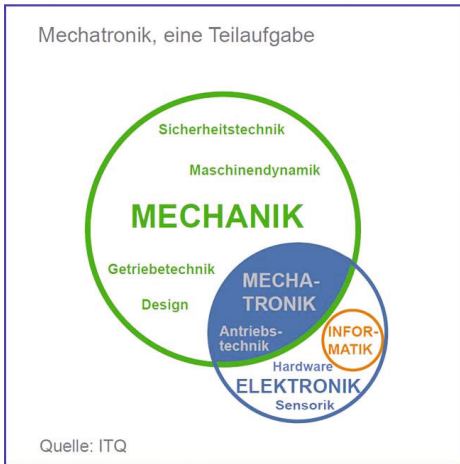 Mechatronik, eine Teilaufgabe
Sicherheitstechnik
Maschinendynamik
MECHANIK
Getriebetechnik
Design
MECHA-
TRONIK
Antriebs-
technik
INFOR-
MATIK
Hardware
ELEKTRONIK
Sensorik
Quelle: ITQ